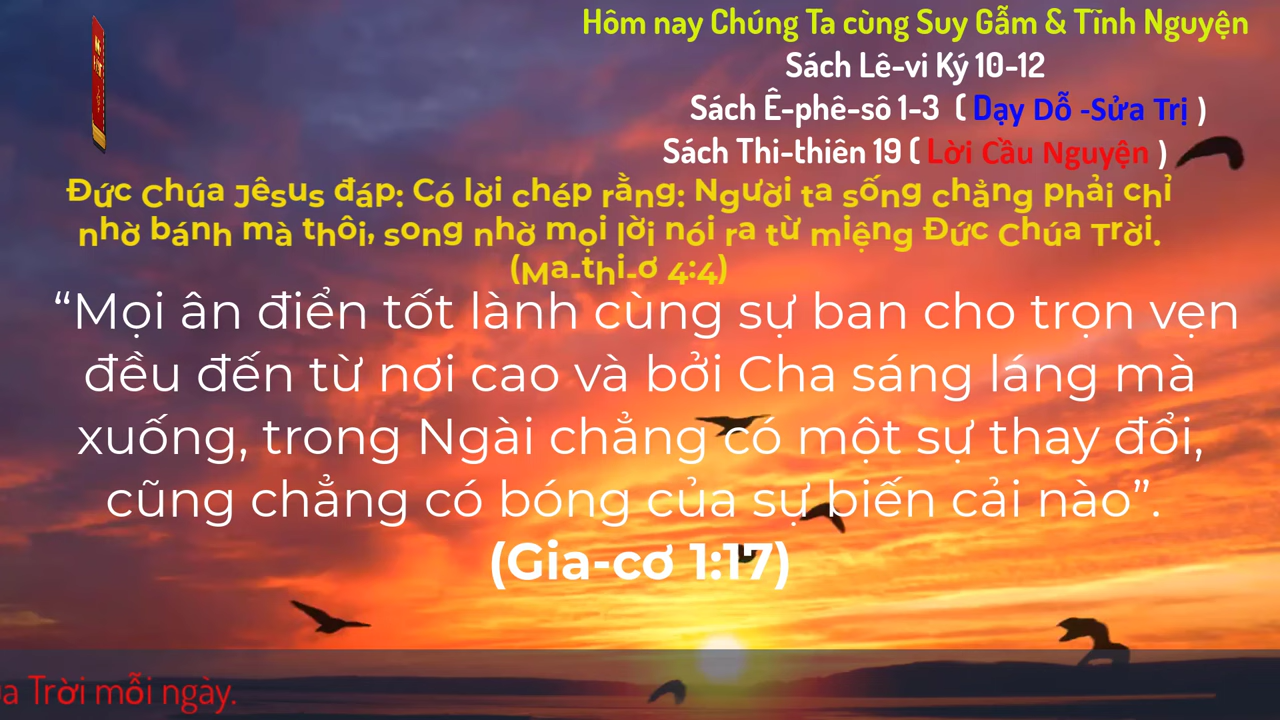 Hôm nay Chúng Ta cùng Suy Gẫm & Tĩnh Nguyện
Sách Lê-vi Ký 10-12
Sách Ê-phê-sô 1-3 ( Dạy Dỗ -Sửa Trị )
Sách Thi-thiên 19 ( Lời Cầu Nguyện )
Đức Chúa Jêsus đáp: Có lời chép rằng: Người ta sống chẳng phải chỉ
nhờ bánh mà thôi, song nhờ mọi lời nói ra từ miệng Đức Chúa Trời.
(Ma-thi-ơ 4:4)
“Mọi ân điển tốt lành cùng sự ban cho trọn vẹn
đều đến từ nơi cao và bởi Cha sáng láng mà
xuống, trong Ngài chẳng có một sự thay đổi,
cũng chẳng có bóng của sự biến cải nào”.
(Gia-cơ 1:17)
Trời mỗi ngày.